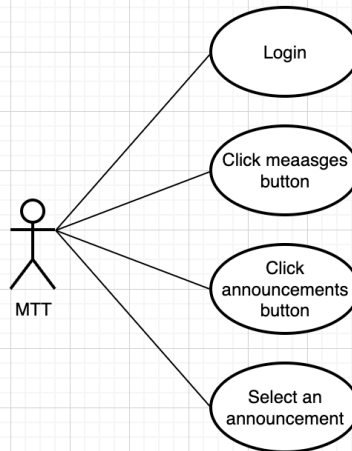 Login
Click meaasges
button
Click
announcements
button
MTT
Select an
announcement